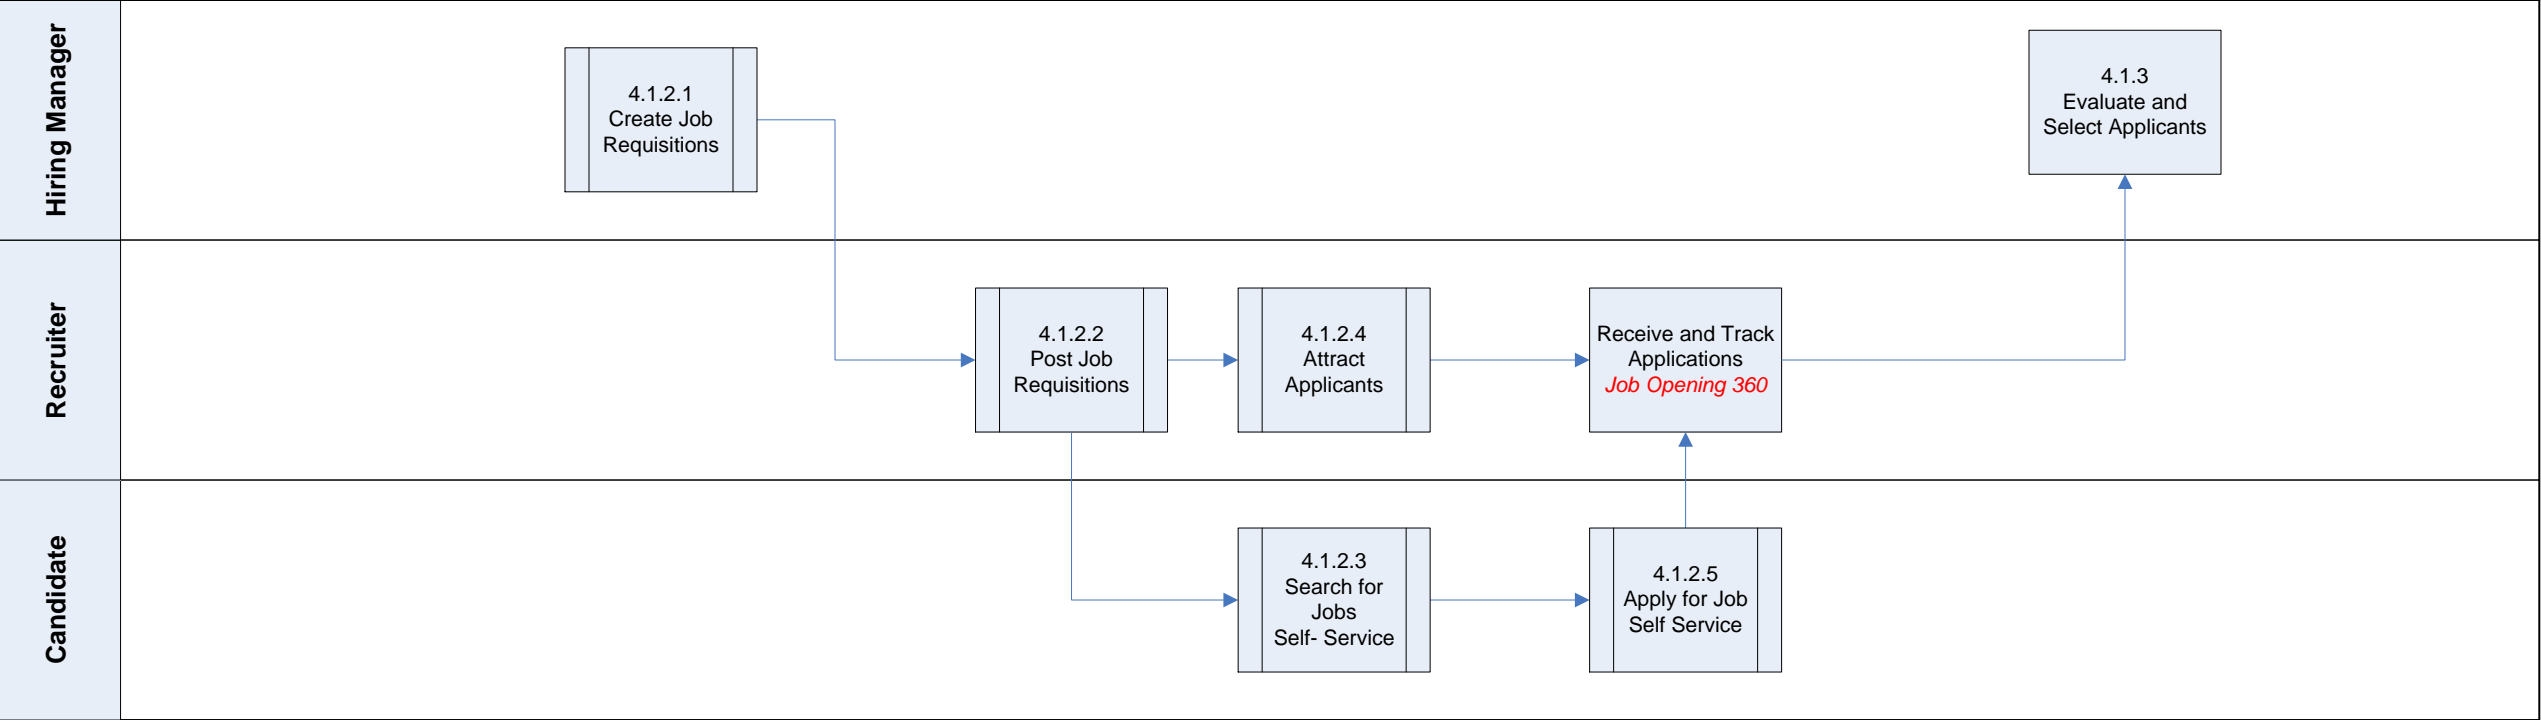 Hiring Manager
4.1.2.1
Create Job
Requisitions
4.1.3
Evaluate and
Select Applicants
Recruiter
4.1.2.2
Post Job
Requisitions
4.1.2.4
Attract
Applicants
Receive and Track
Applications
Job Opening 360
Candidate
4.1.2.3
Search for
Jobs
Self- Service
4.1.2.5
Apply for Job
Self Service